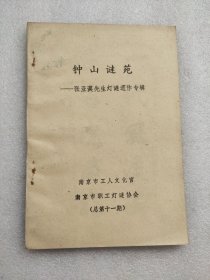 钟山谜苑
——张亚谟先生灯谜遗作专辑
南京市工人文化宫
南京市职工灯谜协会
(总第十一期)